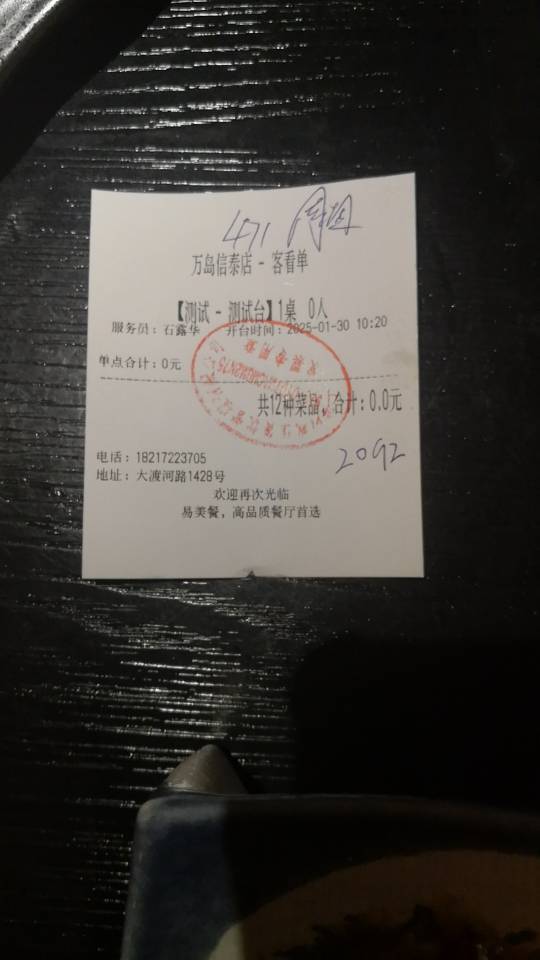 471 周姐
万岛信泰店 - 客看单
【测试 - 测试台】1桌 0人
服务员：石露华 开台时间：2025-01-30 10:20
单点合计：0元
共12种菜品，合计：0.0元
2092
电话：18217223705
地址：大渡河路1428号
欢迎再次光临
易美餐，高品质餐厅首选